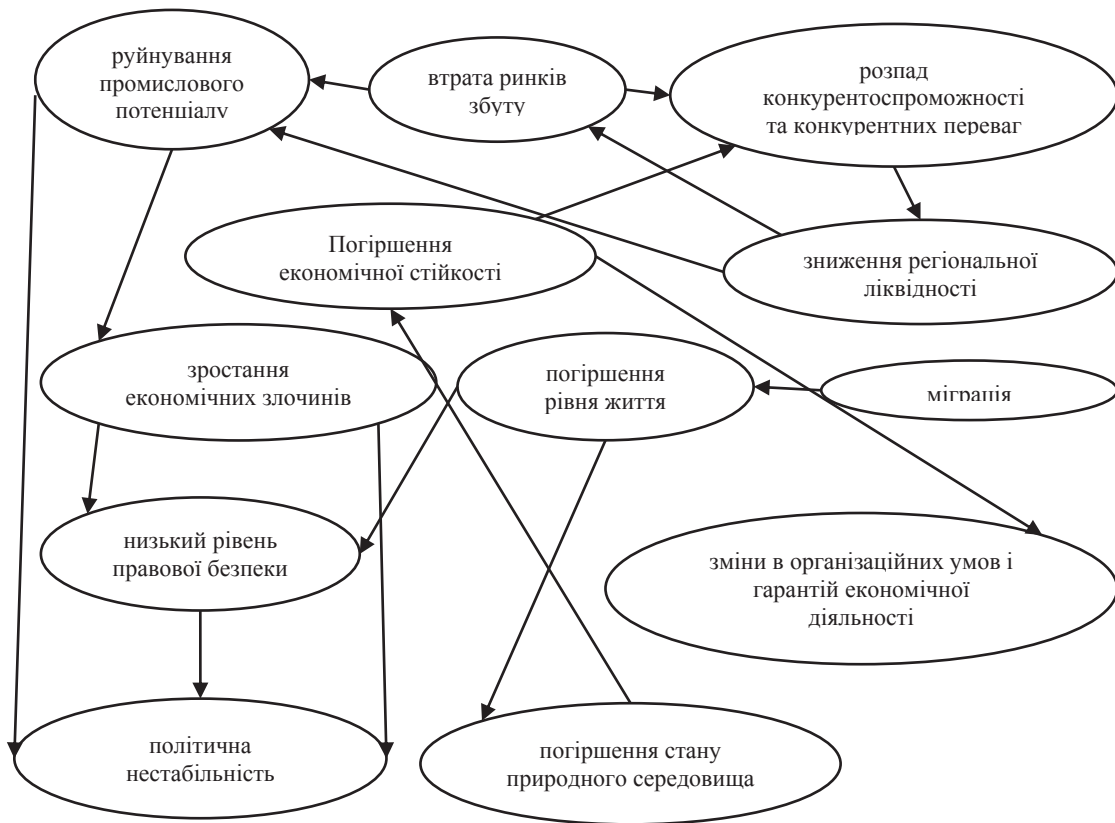 руйнування
промислового
потенціалу
втрата ринків
збуту
розпад
конкурентоспроможності
та конкурентних переваг
Погіршення
економічної стійкості
зниження регіональної
ліквідності
зростання
економічних злочинів
погіршення
рівня життя
міграція
низький рівень
правової безпеки
зміни в організаційних умов і
гарантій економічної
діяльності
політична
нестабільність
погіршення стану
природного середовища